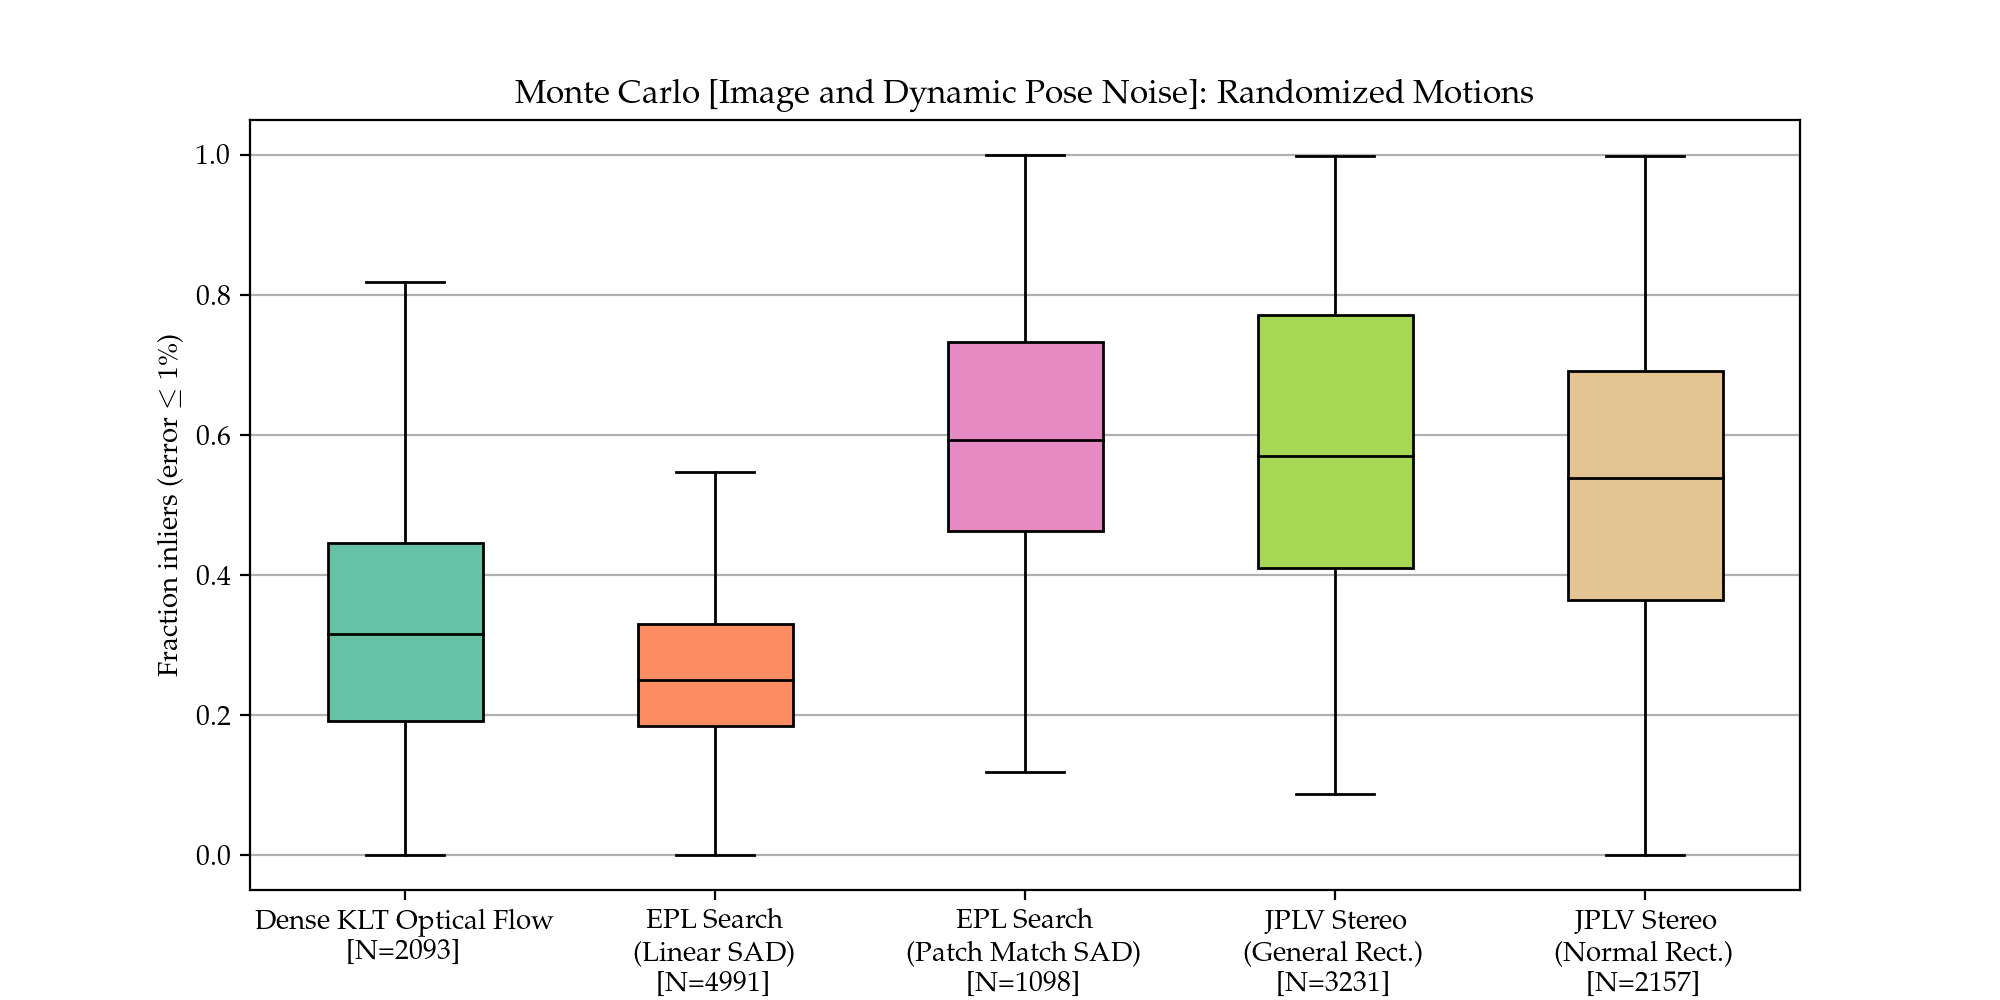 Monte Carlo [Image and Dynamic Pose Noise]: Randomized Motions
Fraction inliers (error ≤ 1%)
1.0
0.8
0.6
0.4
0.2
0.0
Dense KLT Optical Flow
[N=2093]
EPL Search
(Linear SAD)
[N=4991]
EPL Search
(Patch Match SAD)
[N=1098]
JPLV Stereo
(General Rect.)
[N=3231]
JPLV Stereo
(Normal Rect.)
[N=2157]